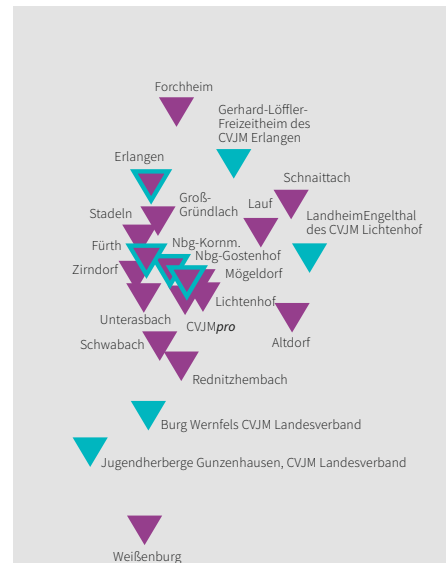 Forchheim
Gerhard-Löffler-
Freizeitheim des
CVJM Erlangen
Erlangen
Schnaittach
Groß-
Gründlach
Lauf
Stadeln
LandheimEngelthal
des CVJM Lichtenhof
Fürth
Nbg-Kornm.
Nbg-Gostenhof
Zirndorf
Mögeldorf
Lichtenhof
Unterasbach
CVJMpro
Altdorf
Schwabach
Rednitzhembach
Burg Wernfels CVJM Landesverband
Jugendherberge Gunzenhausen, CVJM Landesverband
Weißenburg